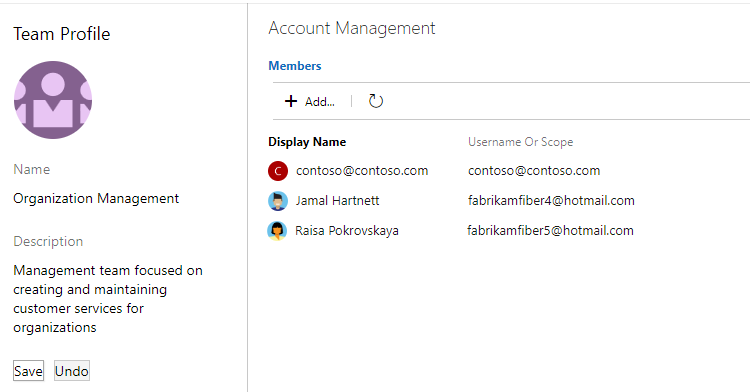 Team Profile
Name
Organization Management
Description
Management team focused on
creating and maintaining
customer services for
organizations
Save Undo
Account Management
Members
+ Add...
Display Name Username Or Scope
C contoso@contoso.com contoso@contoso.com
Jamal Hartnett fabrikamfiber4@hotmail.com
Raisa Pokrovskaya fabrikamfiber5@hotmail.com